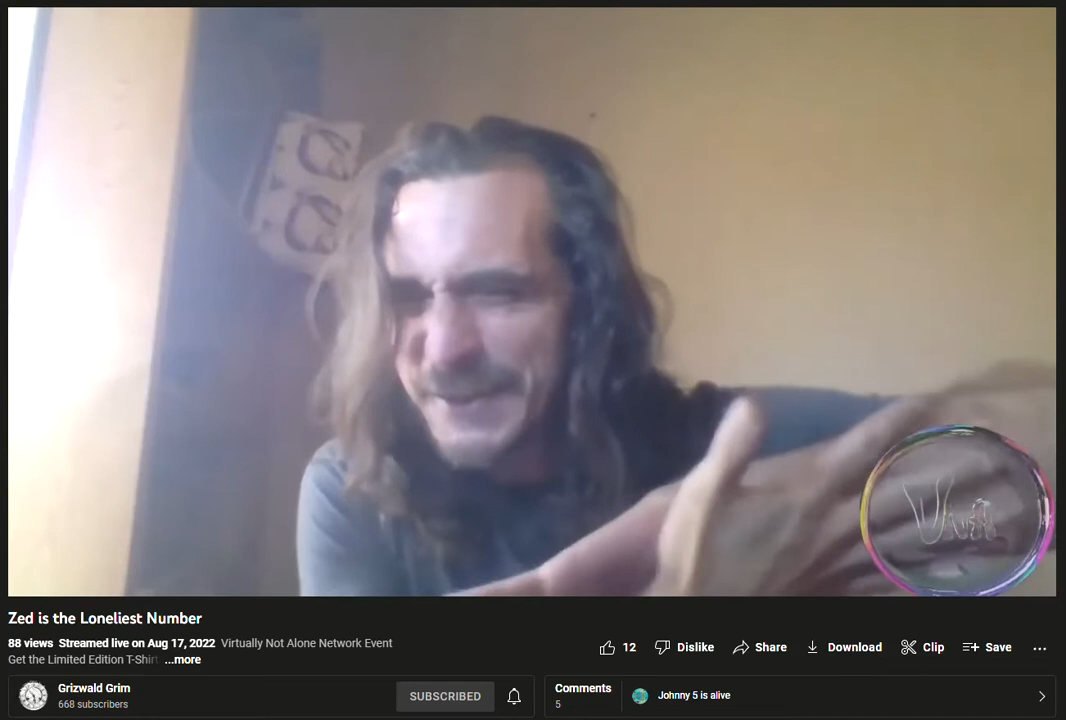 Zed is the Loneliest Number
88 views Streamed live on Aug 17, 2022 Virtually Not Alone Network Event
Get the Limited Edition T-Shirt ...more
12 Dislike Share Download Clip Save ...
Grizwald Grim
668 subscribers
SUBSCRIBED
Comments
5
Johnny 5 is alive